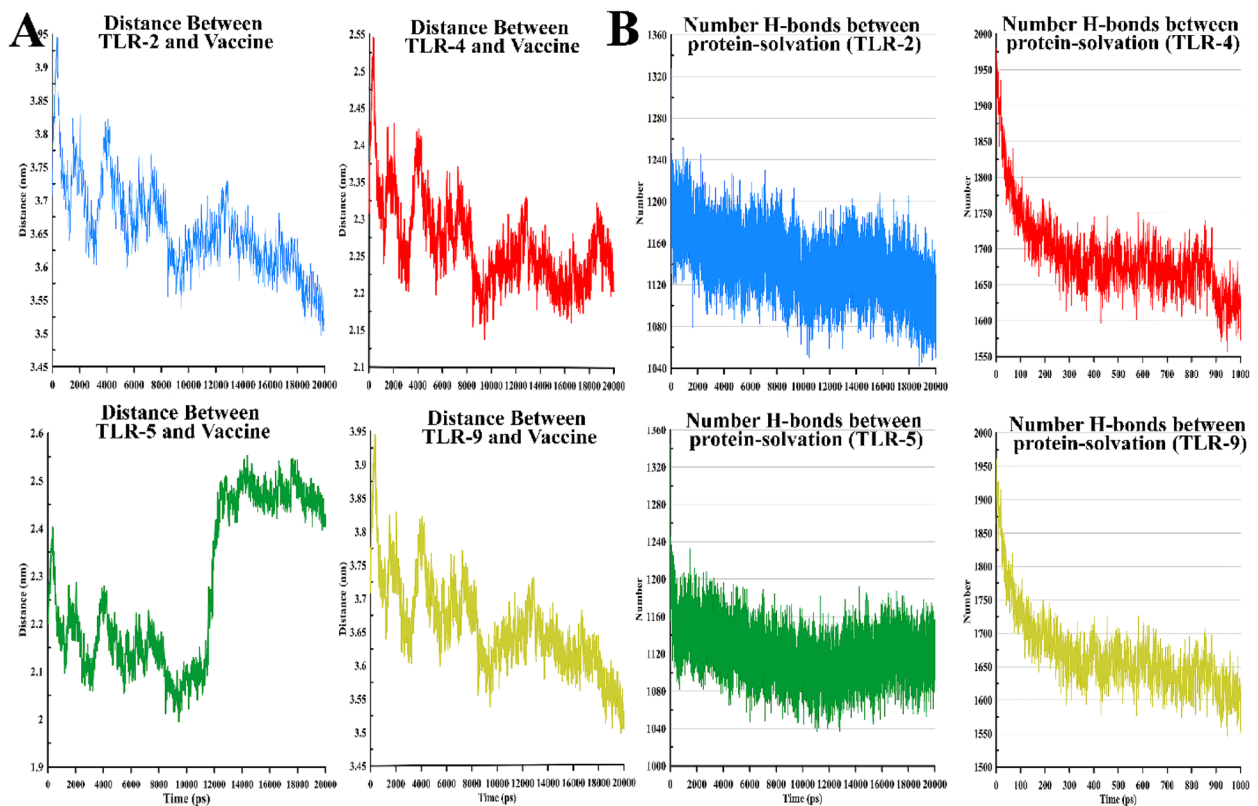 A
Distance Between
TLR-2 and Vaccine
.95
3.9
3.85
3.8
3.75
3.7
3.65
3.6
3.55
3.5
3.45
Distance (nm)
0 2000 4000 6000 8000 10000 12000 14000 16000 18000 20000
Distance Between
TLR-4 and Vaccine
2.55
2.5
2.45
2.4
2.35
2.3
2.25
2.2
2.15
2.1
Distance (nm)
0 2000 4000 6000 8000 10000 12000 14000 16000 18000 20000
B
Number H-bonds between
protein-solvation (TLR-2)
1360
1320
1280
1240
1200
1160
1120
1080
1040
Number
0 2000 4000 6000 8000 10000 12000 14000 16000 18000 20000
Number H-bonds between
protein-solvation (TLR-4)
2000
1950
1900
1850
1800
1750
1700
1650
1600
1550
Number
0 100 200 300 400 500 600 700 800 900 1000
Distance Between
TLR-5 and Vaccine
2.6
2.5
2.4
2.3
2.2
2.1
2
1.9
Distance (nm)
0 2000 4000 6000 8000 10000 12000 14000 16000 18000 20000
Time (ps)
Distance Between
TLR-9 and Vaccine
3.95
3.9
3.85
3.8
3.75
3.7
3.65
3.6
3.55
3.5
3.45
Distance (nm)
0 2000 4000 6000 8000 10000 12000 14000 16000 18000 20000
Time (ps)
Number H-bonds between
protein-solvation (TLR-5)
1360
1320
1280
1240
1200
1160
1120
1080
1040
1000
Number
0 2000 4000 6000 8000 10000 12000 14000 16000 18000 20000
Time (ps)
Number H-bonds between
protein-solvation (TLR-9)
2000
1950
1900
1850
1800
1750
1700
1650
1600
1550
1500
Number
0 100 200 300 400 500 600 700 800 900 1000
Time (ps)